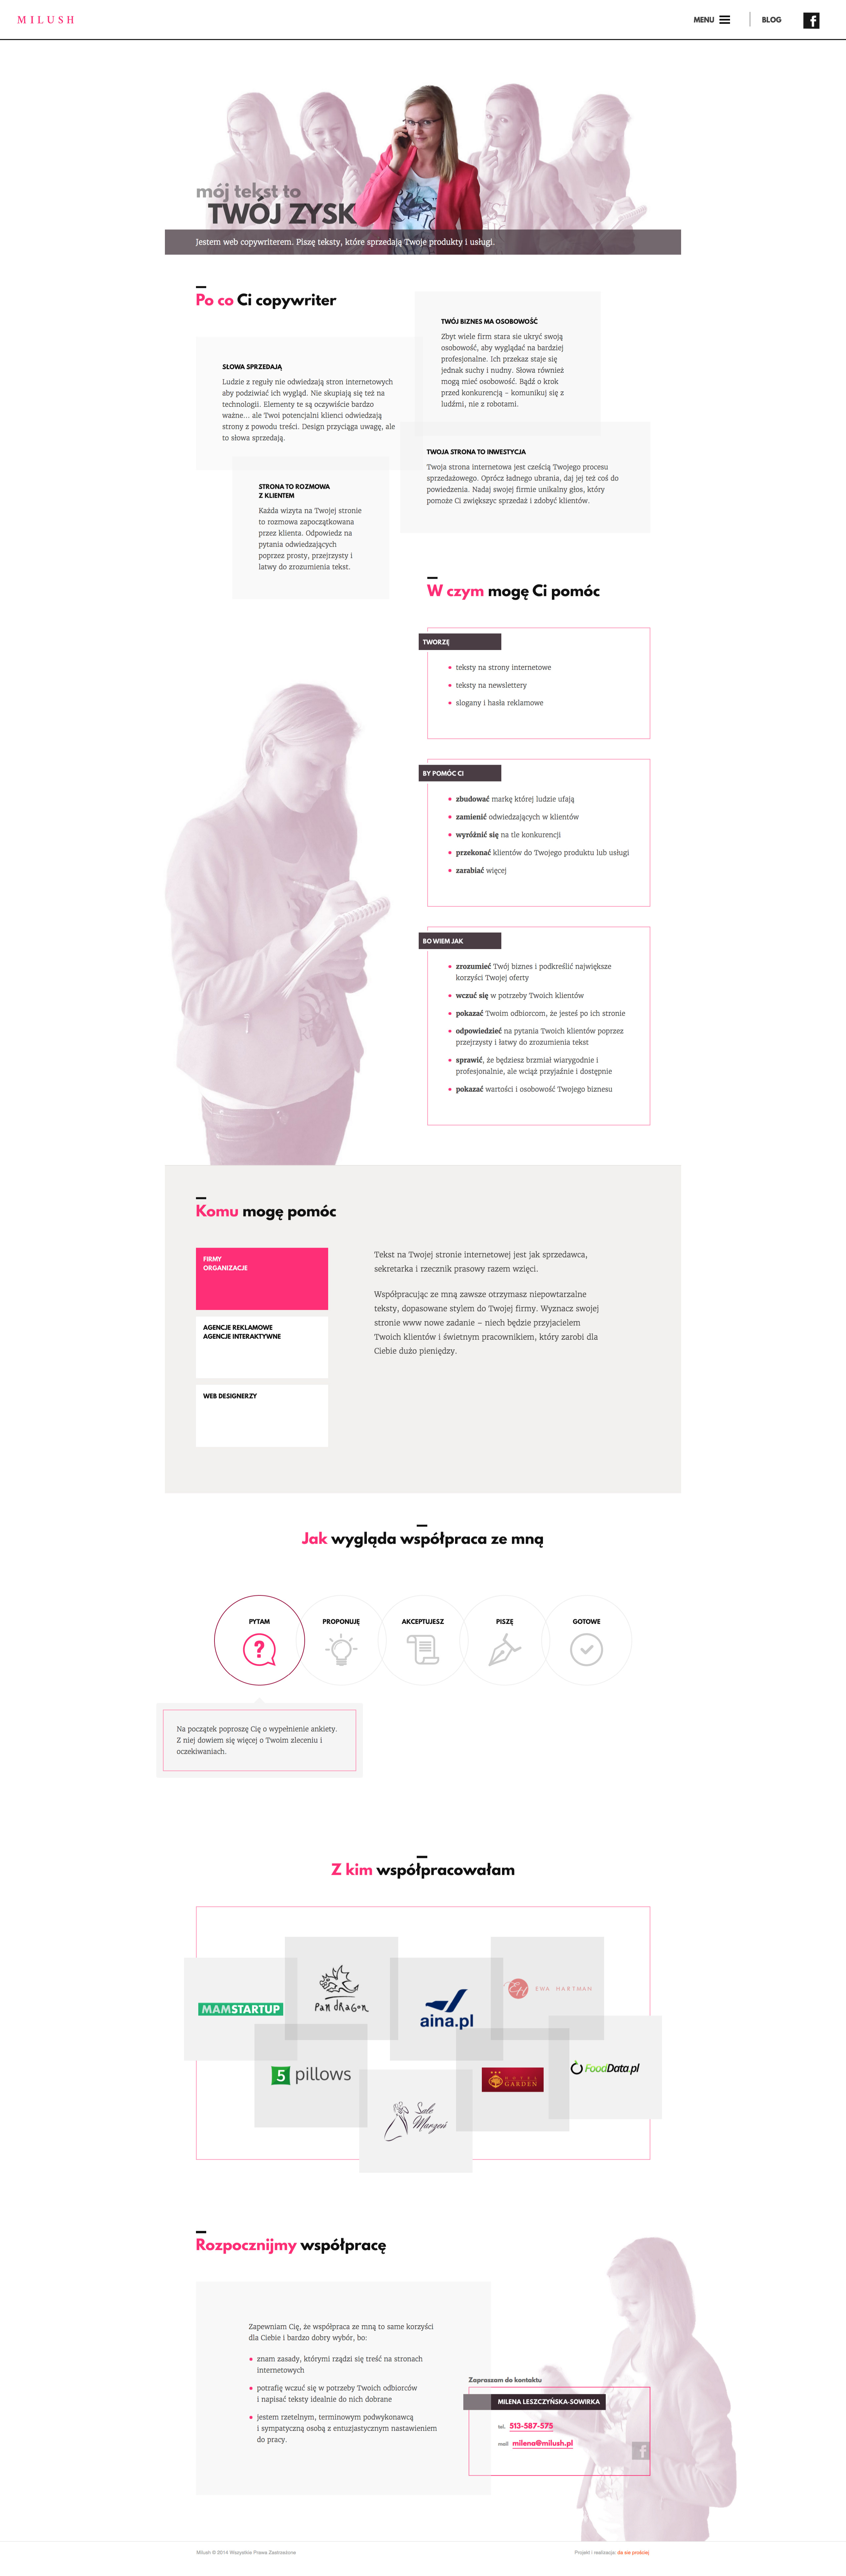 MILUSH
MENU
BLOG
mój tekst to
TWÓJ ZYSK
Jestem web copywriterem. Piszę teksty, które sprzedają Twoje produkty i usługi.
Po co Ci copywriter
SŁOWA SPRZEDAJĄ
Ludzie z reguły nie odwiedzają stron internetowych
aby podziwiać ich wygląd. Nie skupiają się też na
technologii. Elementy te są oczywiście bardzo
ważne... ale Twoi potencjalni klienci odwiedzają
strony z powodu treści. Design przyciąga uwagę, ale
to słowa sprzedają.
TWÓJ BIZNES MA OSOBOWOŚĆ
Zbyt wiele firm stara sie ukryć swoją
osobowość, aby wyglądać na bardziej
profesjonalne. Ich przekaz staje się
jednak suchy i nudny. Słowa również
mogą mieć osobowość. Bądź o krok
przed konkurencją – komunikuj się z
ludźmi, nie z robotami.
STRONA TO ROZMOWA
Z KLIENTEM
Każda wizyta na Twojej stronie
to rozmowa zapoczątkowana
przez klienta. Odpowiedz na
pytania odwiedzających
poprzez prosty, przejrzysty i
łatwy do zrozumienia tekst.
TWOJA STRONA TO INWESTYCJA
Twoja strona internetowa jest cześcią Twojego procesu
sprzedażowego. Oprócz ładnego ubrania, daj jej też coś do
powiedzenia. Nadaj swojej firmie unikalny głos, który
pomoże Ci zwiększyc sprzedaż i zdobyć klientów.
W czym mogę Ci pomóc
TWORZĘ
teksty na strony internetowe
teksty na newslettery
slogany i hasła reklamowe
BY POMÓC CI
zbudować markę której ludzie ufają
zamienić odwiedzających w klientów
wyróżnić się na tle konkurencji
przekonać klientów do Twojego produktu lub usługi
zarabiać więcej
BO WIEM JAK
zrozumieć Twój biznes i podkreślić największe
korzyści Twojej oferty
wczuć się w potrzeby Twoich klientów
pokazać Twoim odbiorcom, że jesteś po ich stronie
odpowiedzieć na pytania Twoich klientów poprzez
przejrzysty i łatwy do zrozumienia tekst
sprawić, że będziesz brzmiał wiarygodnie i
profesjonalnie, ale wciąż przyjaźnie i dostępnie
pokazać wartości i osobowość Twojego biznesu
Komu mogę pomóc
FIRMY
ORGANIZACJE
AGENCJE REKLAMOWE
AGENCJE INTERAKTYWNE
WEB DESIGNERZY
Tekst na Twojej stronie internetowej jest jak sprzedawca,
sekretarka i rzecznik prasowy razem wzięci.
Współpracując ze mną zawsze otrzymasz niepowtarzalne
teksty, dopasowane stylem do Twojej firmy. Wyznacz swojej
stronie www nowe zadanie – niech będzie przyjacielem
Twoich klientów i świetnym pracownikiem, który zarobi dla
Ciebie dużo pieniędzy.
Jak wygląda współpraca ze mną
PYTAM
PROPONUJĘ
AKCEPTUJESZ
PISZĘ
GOTOWE
Na początek poproszę Cię o wypełnienie ankiety.
Z niej dowiem się więcej o Twoim zleceniu i
oczekiwaniach.
Z kim współpracowałam
MAMSTARTUP
Pan dragon
aina.pl
EH EWA HARTMAN
5 pillows
Sale Marzeń
HOTEL GARDEN
FoodData.pl
Rozpocznijmy współpracę
Zapewniam Cię, że współpraca ze mną to same korzyści
dla Ciebie i bardzo dobry wybór, bo:
znam zasady, którymi rządzi się treść na stronach
internetowych
potrafię wczuć się w potrzeby Twoich odbiorców
i napisać teksty idealnie do nich dobrane
jestem rzetelnym, terminowym podwykonawcą
i sympatyczną osobą z entuzjastycznym nastawieniem
do pracy.
Zapraszam do kontaktu
MILENA LESZCZYŃSKA-SOWIRKA
tel. 513-587-575
mail milena@milush.pl
Milush © 2014 Wszystkie Prawa Zastrzeżone
Projekt i realizacja: da sie prościej